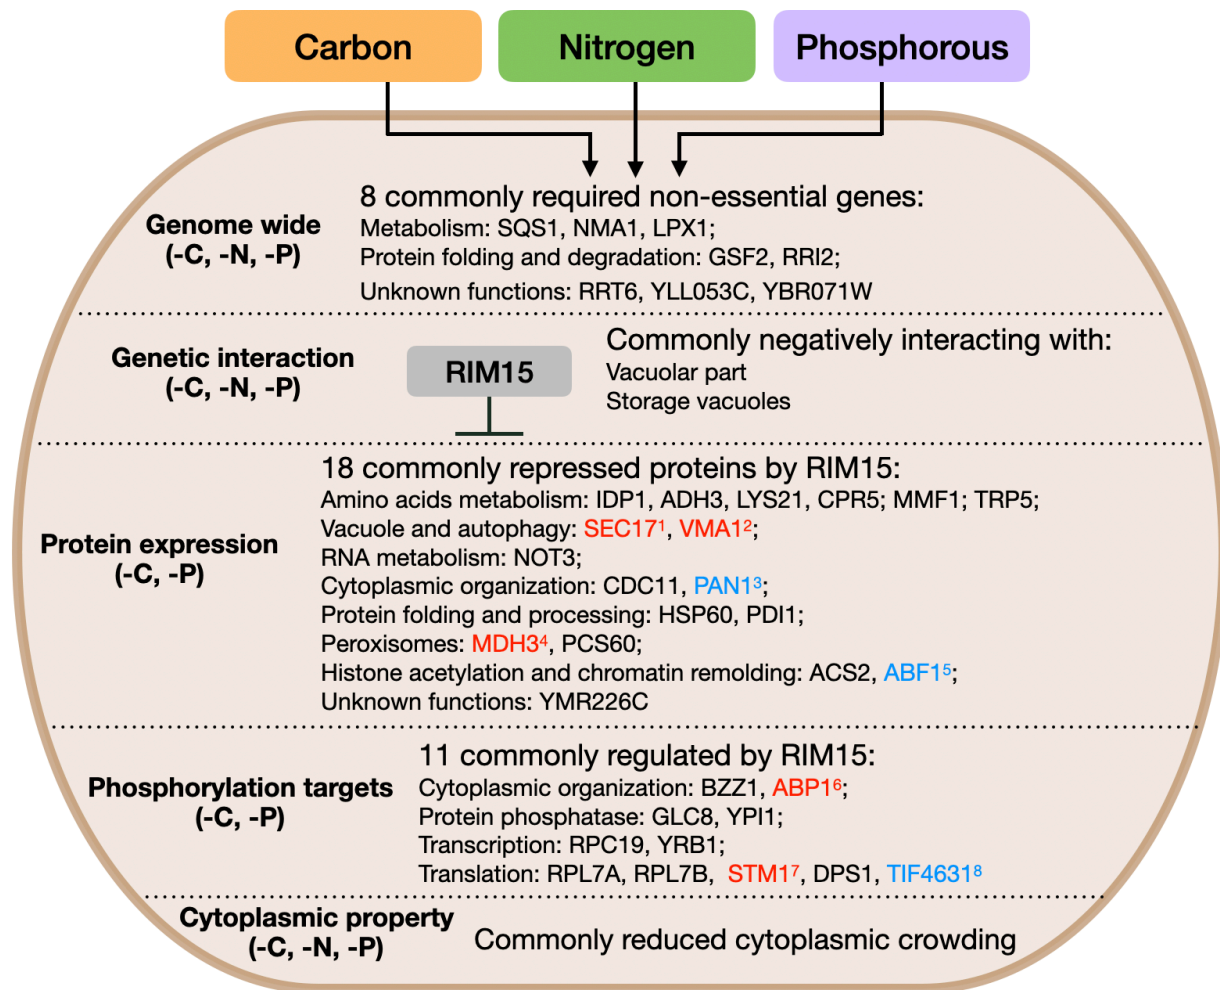 Carbon
Nitrogen
Phosphorous
Genome wide
(-C, -N, -P)
8 commonly required non-essential genes:
Metabolism: SQS1, NMA1, LPX1;
Protein folding and degradation: GSF2, RRI2;
Unknown functions: RRT6, YLL053C, YBR071W
Genetic interaction
(-C, -N, -P)
RIM15
Commonly negatively interacting with:
Vacuolar part
Storage vacuoles
Protein expression
(-C, -P)
18 commonly repressed proteins by RIM15:
Amino acids metabolism: IDP1, ADH3, LYS21, CPR5; MMF1; TRP5;
Vacuole and autophagy: SEC17¹, VMA1²;
RNA metabolism: NOT3;
Cytoplasmic organization: CDC11, PAN1³;
Protein folding and processing: HSP60, PDI1;
Peroxisomes: MDH3⁴, PCS60;
Histone acetylation and chromatin remolding: ACS2, ABF1⁵;
Unknown functions: YMR226C
Phosphorylation targets
(-C, -P)
11 commonly regulated by RIM15:
Cytoplasmic organization: BZZ1, ABP1⁶;
Protein phosphatase: GLC8, YPI1;
Transcription: RPC19, YRB1;
Translation: RPL7A, RPL7B, STM1⁷, DPS1, TIF4631⁸
Cytoplasmic property
(-C, -N, -P)
Commonly reduced cytoplasmic crowding